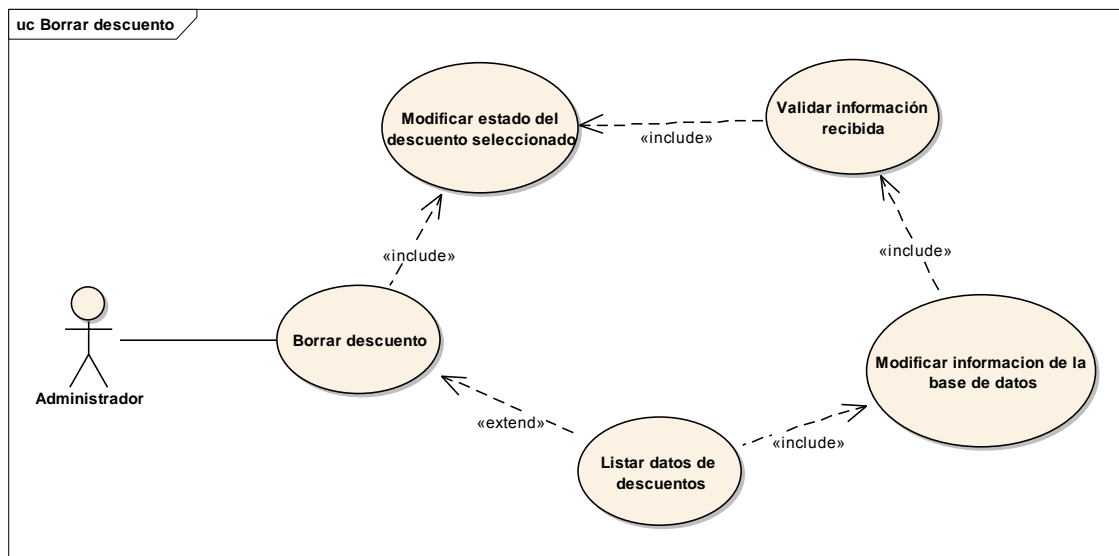 uc Borrar descuento
Modificar estado del
descuento seleccionado
Validar información
recibida
«include»
«include»
«include»
Borrar descuento
Modificar informacion de la
base de datos
Administrador
«extend»
«include»
Listar datos de
descuentos